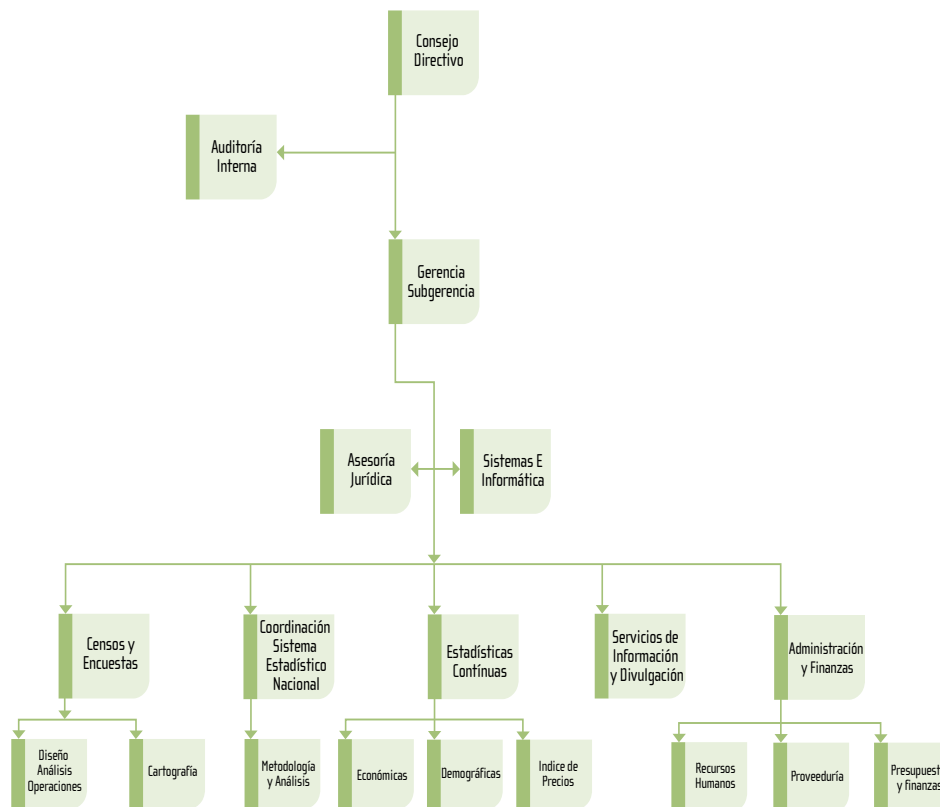 Consejo
Directivo
Auditoría
Interna
Gerencia
Subgerencia
Asesoría
Jurídica
Sistemas E
Informática
Censos y
Encuestas
Coordinación
Sistema
Estadístico
Nacional
Estadísticas
Contínuas
Servicios de
Información
y Divulgación
Administración
y Finanzas
Diseño
Análisis
Operaciones
Cartografía
Metodología
y Análisis
Económicas
Demográficas
Indice de
Precios
Recursos
Humanos
Proveeduría
Presupuest
y finanzas